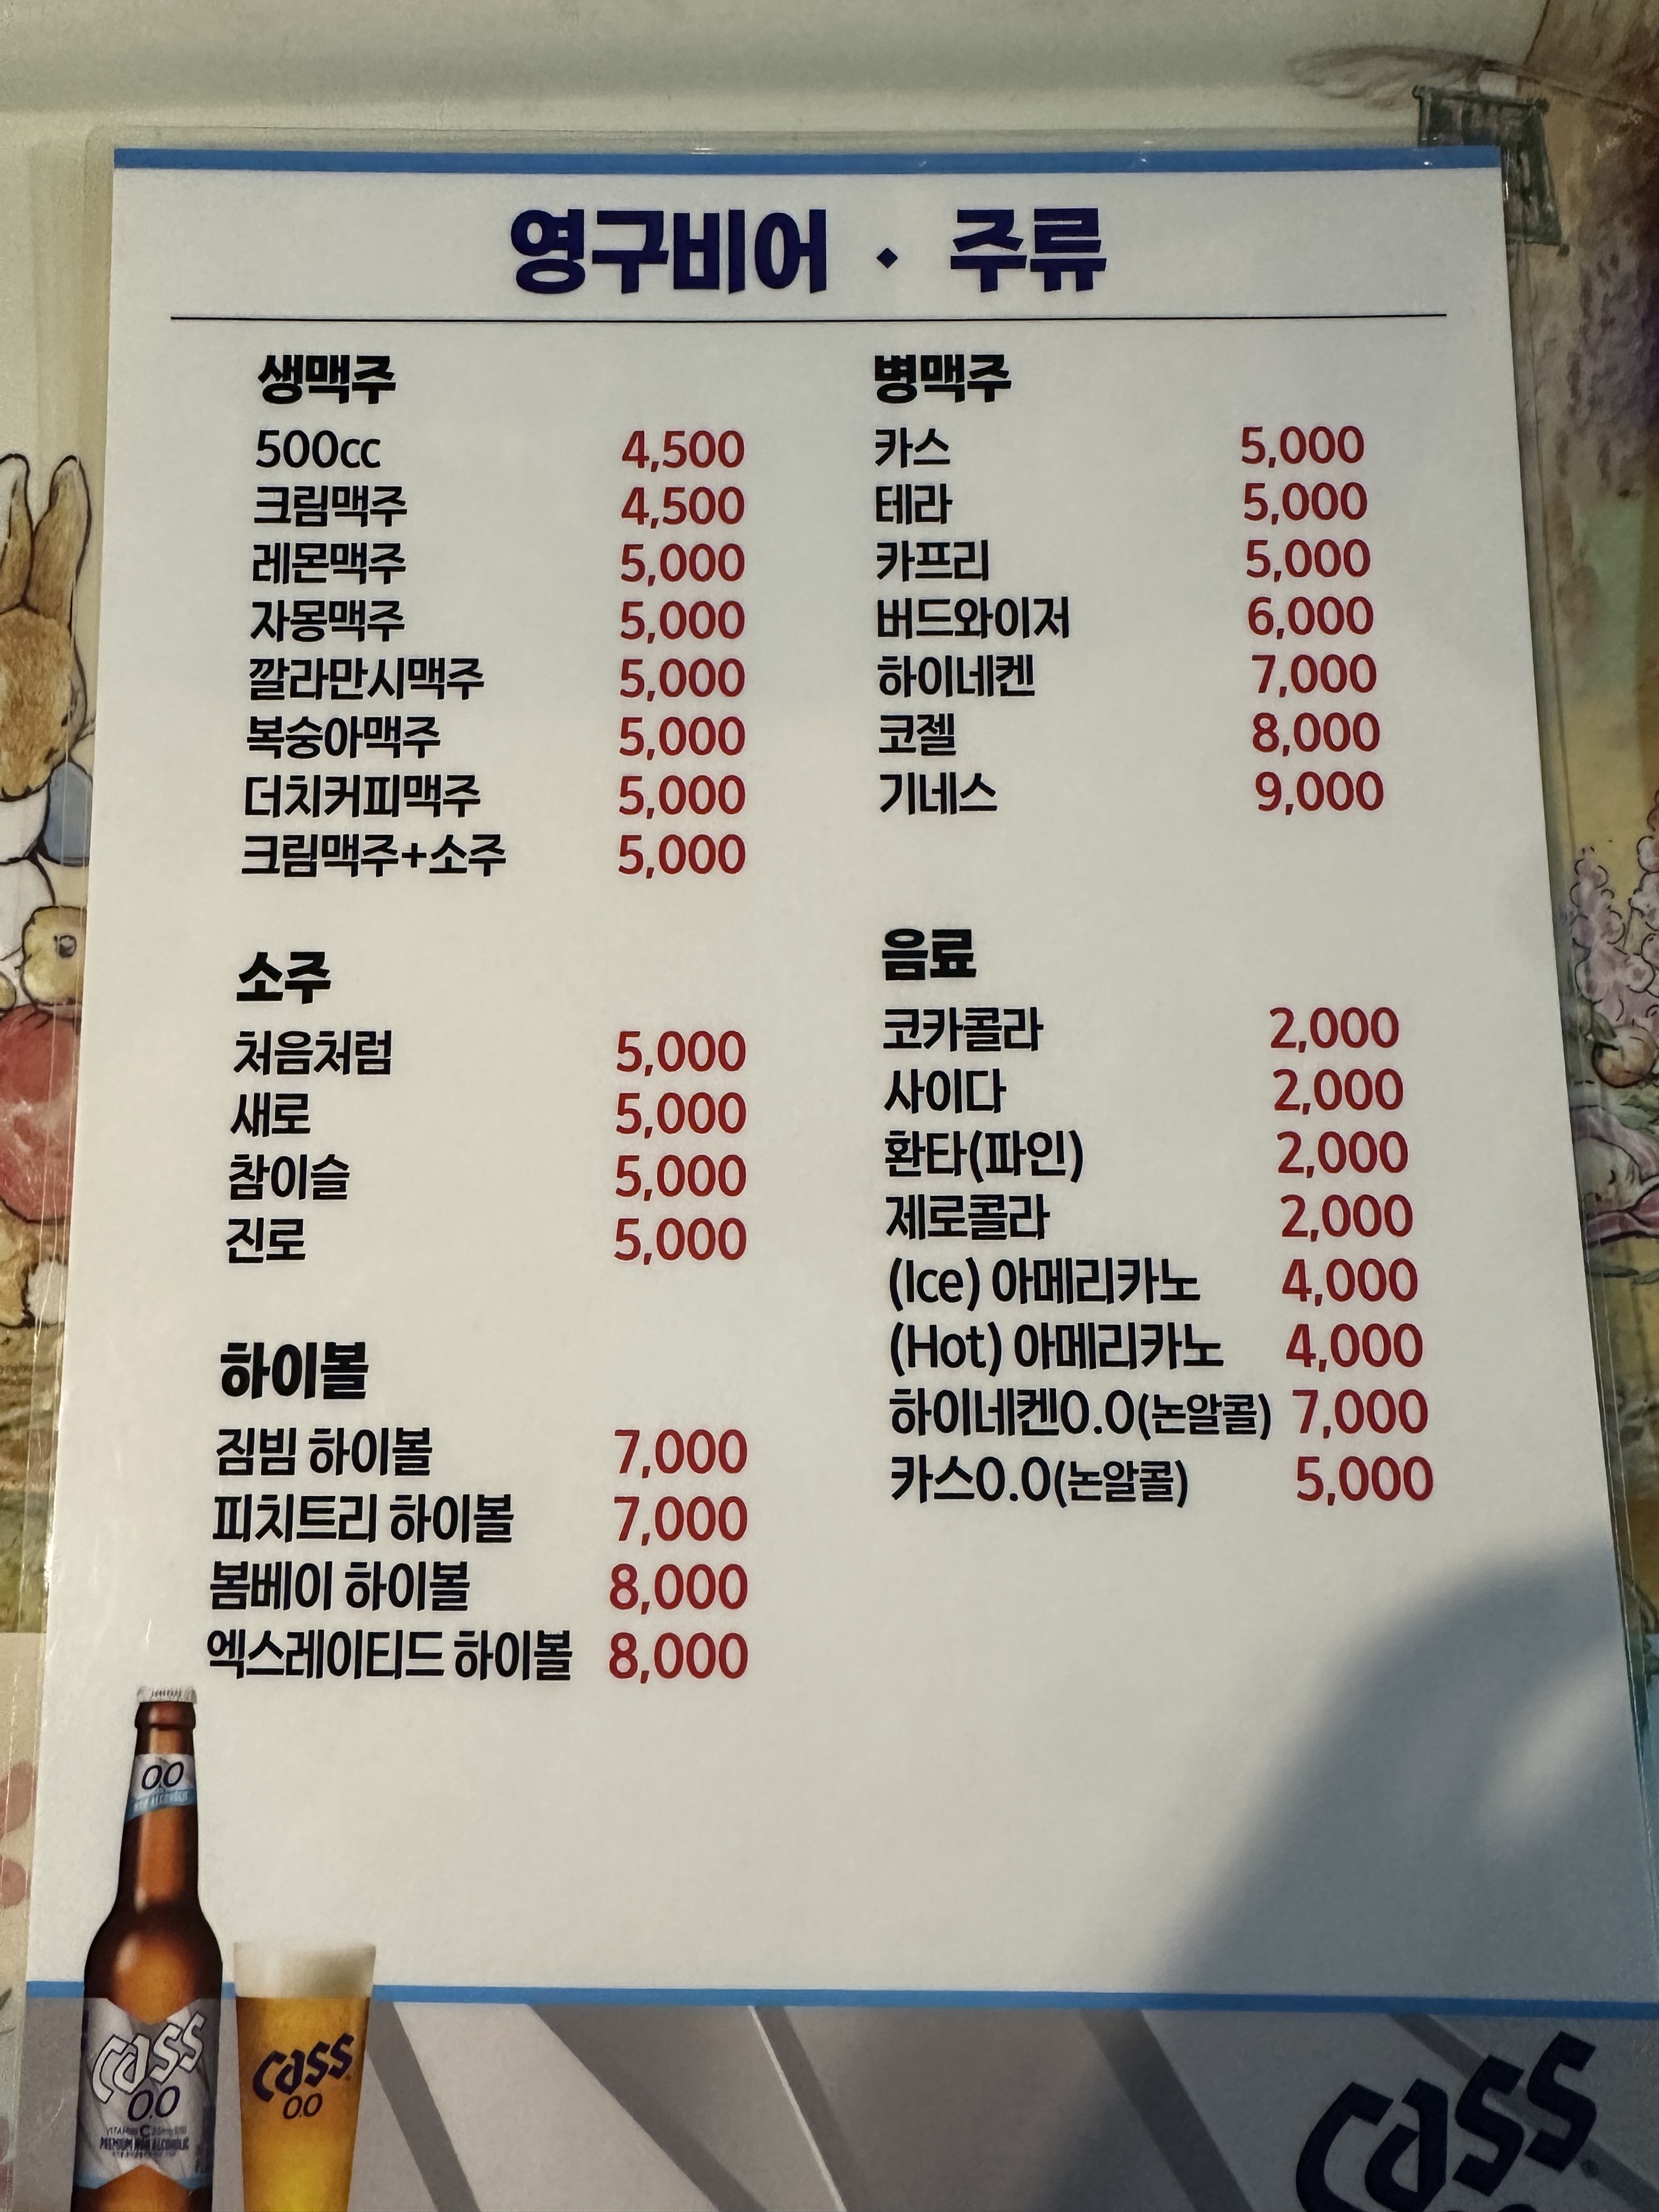 영구비어 · 주류
생맥주
500cc 4,500
크림맥주 4,500
레몬맥주 5,000
자몽맥주 5,000
깔라만시맥주 5,000
복숭아맥주 5,000
더치커피맥주 5,000
크림맥주+소주 5,000
소주
처음처럼 5,000
새로 5,000
참이슬 5,000
진로 5,000
하이볼
짐빔 하이볼 7,000
피치트리 하이볼 7,000
봄베이 하이볼 8,000
엑스레이티드 하이볼 8,000
병맥주
카스 5,000
테라 5,000
카프리 5,000
버드와이저 6,000
하이네켄 7,000
코젤 8,000
기네스 9,000
음료
코카콜라 2,000
사이다 2,000
환타(파인) 2,000
제로콜라 2,000
(Ice) 아메리카노 4,000
(Hot) 아메리카노 4,000
하이네켄0.0(논알콜) 7,000
카스0.0(논알콜) 5,000
0.0
Cass
0.0
Cass
0.0
Cass